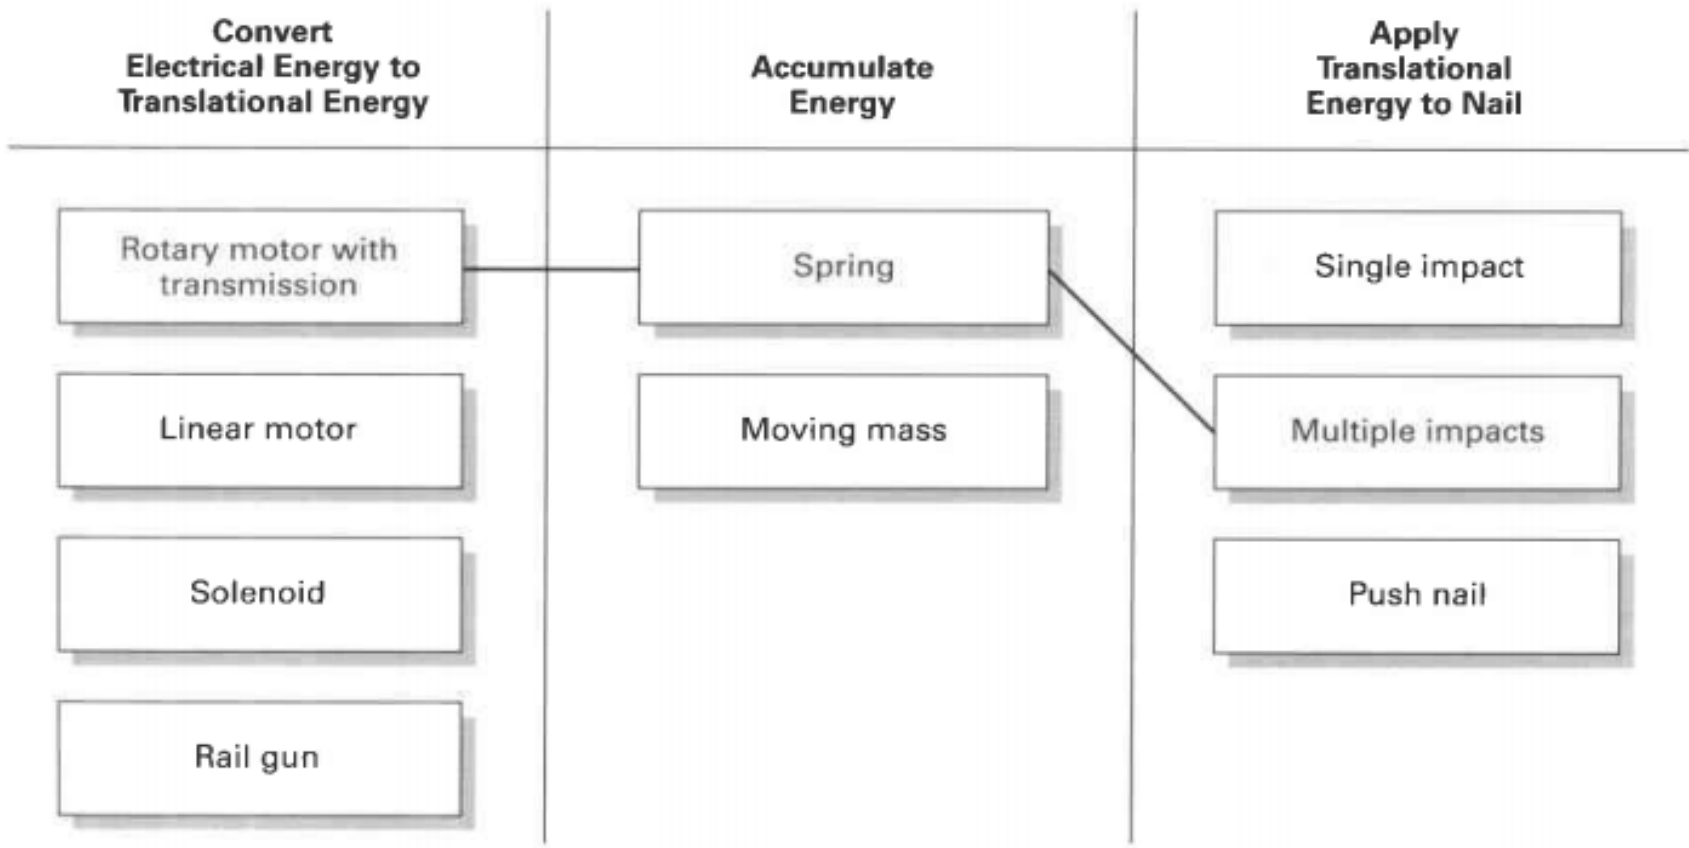 Convert
Electrical Energy to
Translational Energy
Accumulate
Energy
Apply
Translational
Energy to Nail
Rotary motor with
transmission
Spring
Single impact
Linear motor
Moving mass
Multiple impacts
Solenoid
Push nail
Rail gun